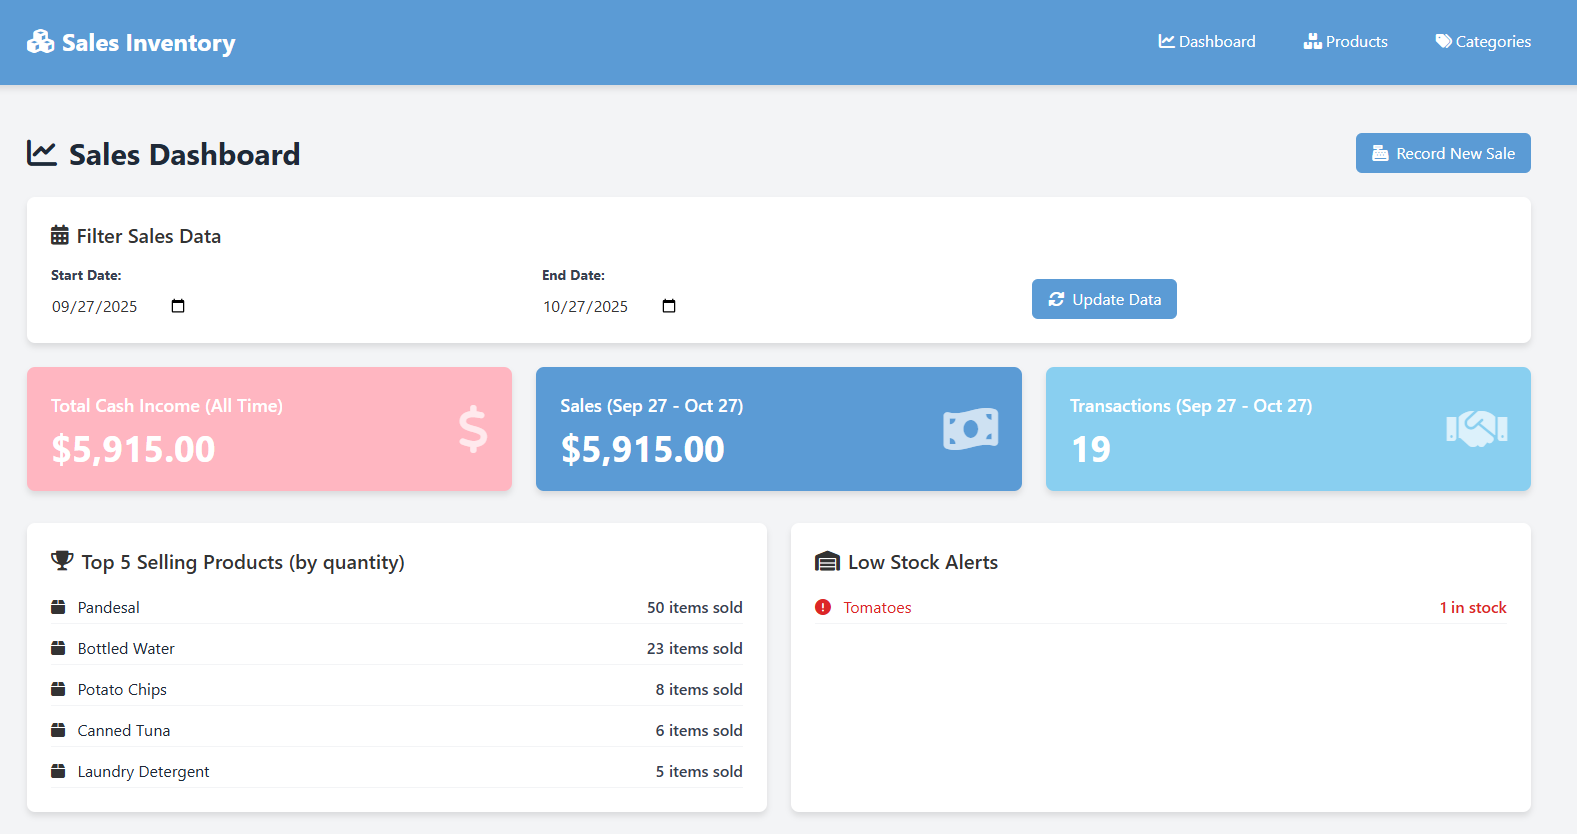 Sales Inventory
Dashboard
Products
Categories
Sales Dashboard
Record New Sale
Filter Sales Data
Start Date:
09/27/2025
End Date:
10/27/2025
Update Data
Total Cash Income (All Time)
$5,915.00
Sales (Sep 27 - Oct 27)
$5,915.00
Transactions (Sep 27 - Oct 27)
19
Top 5 Selling Products (by quantity)
Pandesal 50 items sold
Bottled Water 23 items sold
Potato Chips 8 items sold
Canned Tuna 6 items sold
Laundry Detergent 5 items sold
Low Stock Alerts
Tomatoes 1 in stock